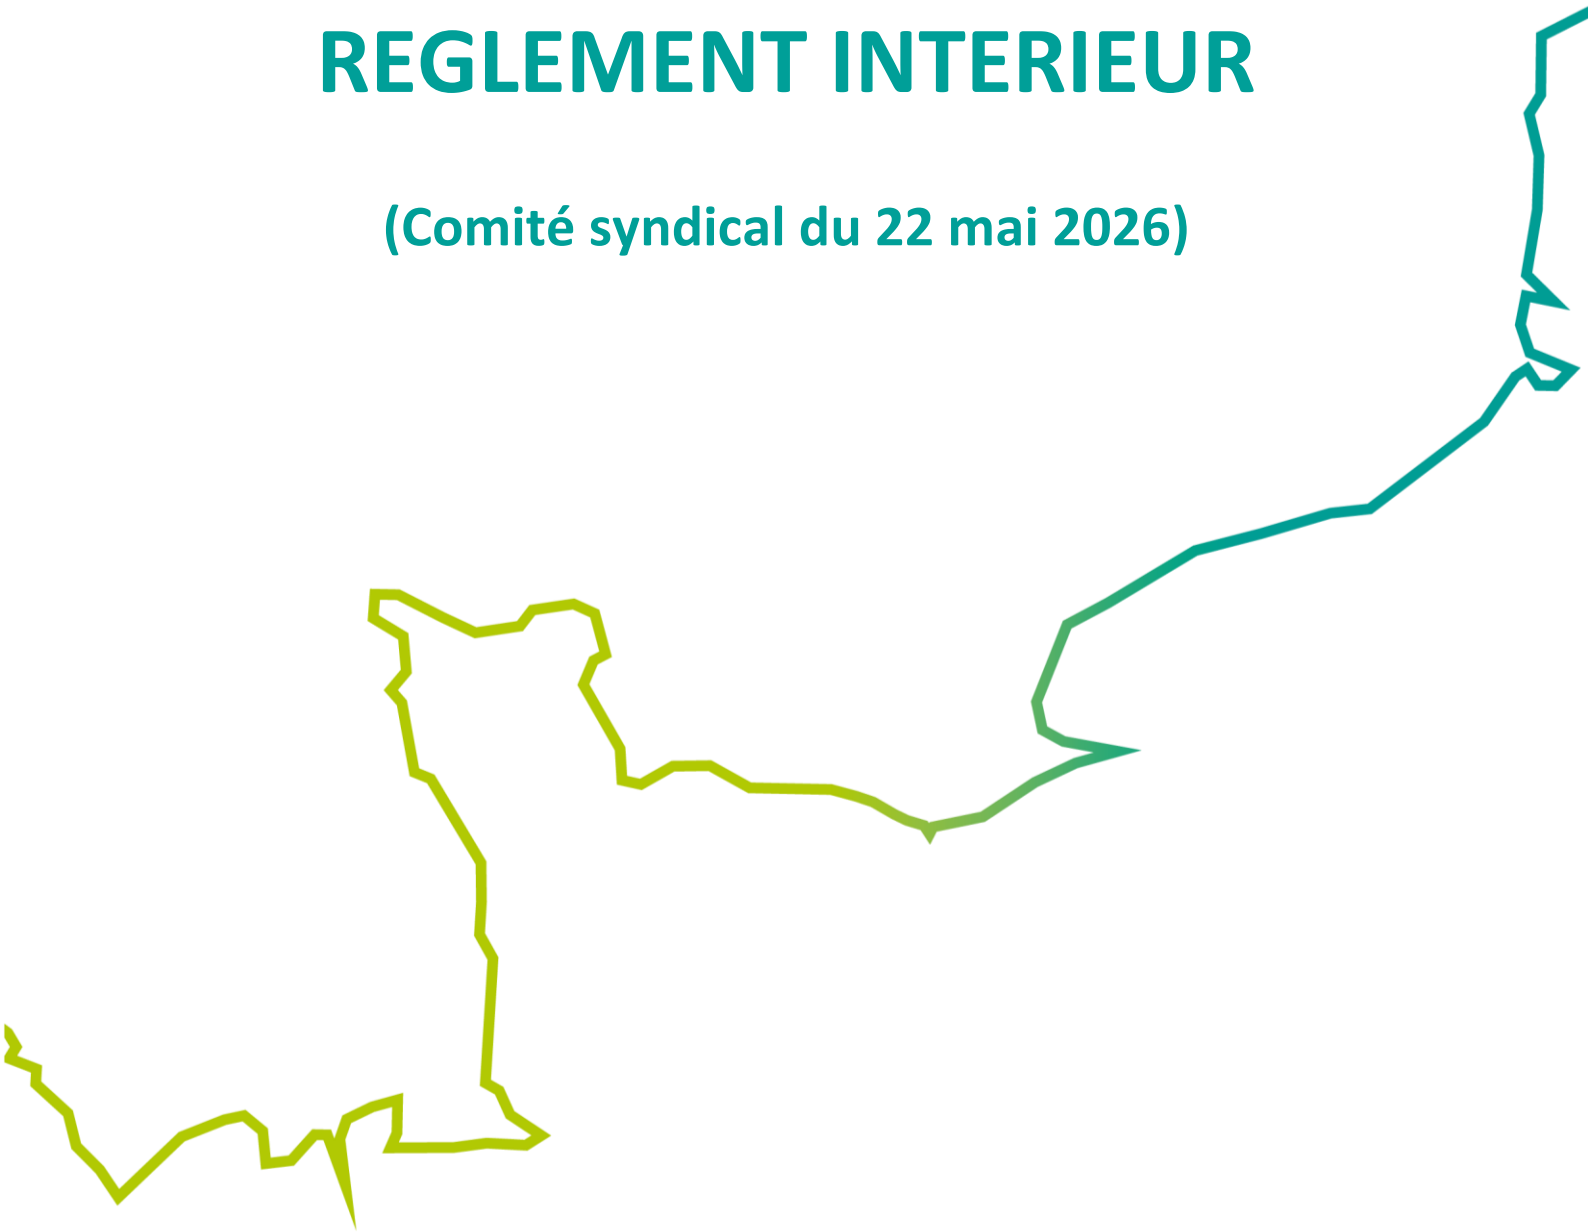 REGLEMENT INTERIEUR
(Comité syndical du 22 mai 2026)